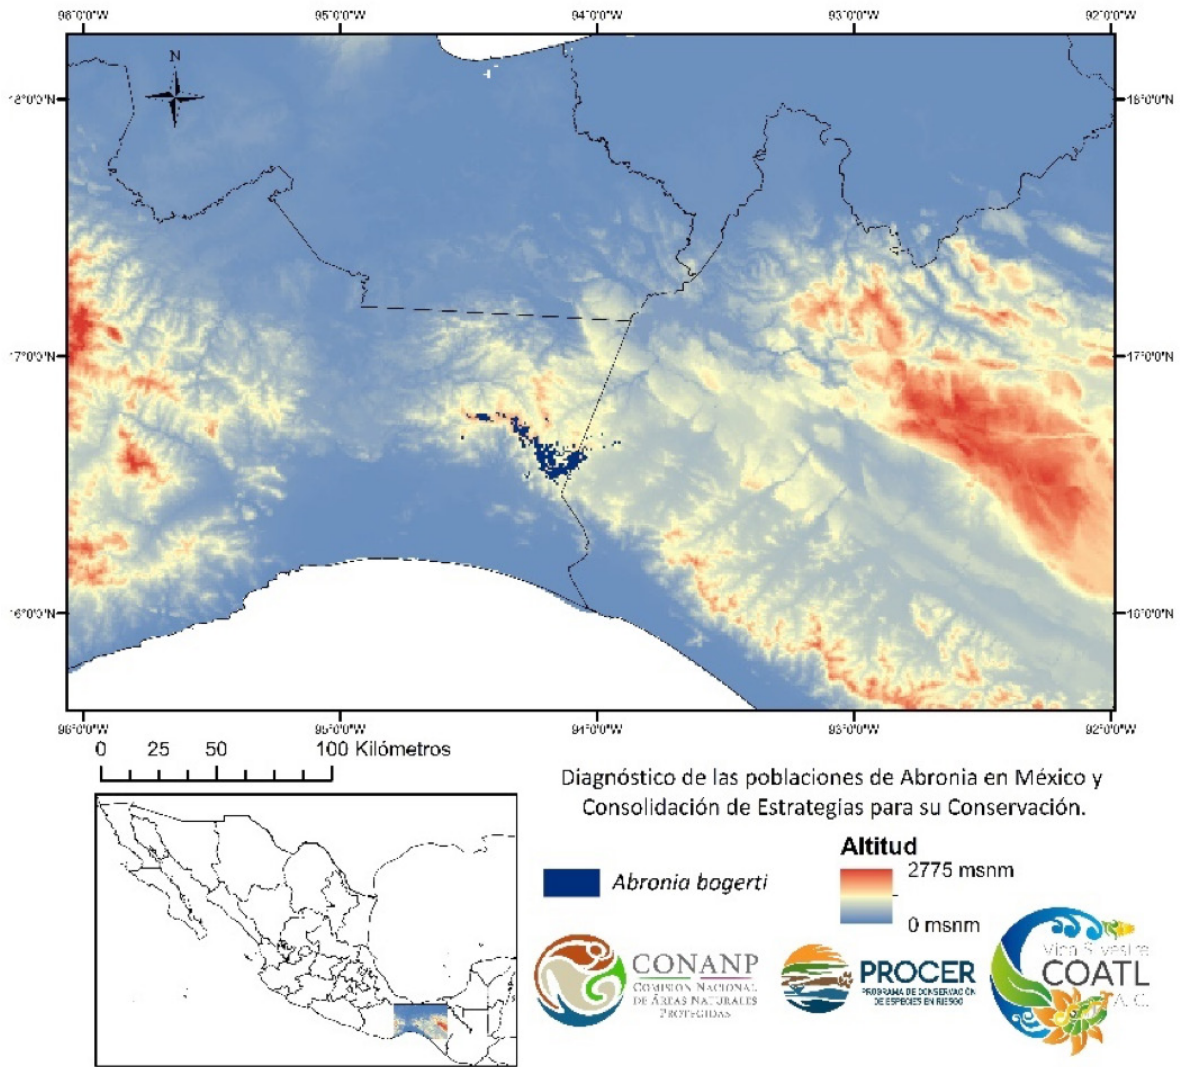 96°0'0"W 95°0'0"W 94°0'0"W 93°0'0"W 92°0'0"W
N
18°0'0"N 18°0'0"N
17°0'0"N 17°0'0"N
16°0'0"N 16°0'0"N
96°0'0"W 95°0'0"W 94°0'0"W 93°0'0"W 92°0'0"W
0 25 50 100 Kilómetros
Diagnóstico de las poblaciones de Abronia en México y
Consolidación de Estrategias para su Conservación.
Altitud
2775 msnm
Abronia bogerti
0 msnm
CONANP
COMISIÓN NACIONAL
DE ÁREAS NATURALES
PROTEGIDAS
PROCER
PROGRAMA DE CONSERVACIÓN
DE ESPECIES EN RIESGO
Vida Silvestre
COATL
A.C.